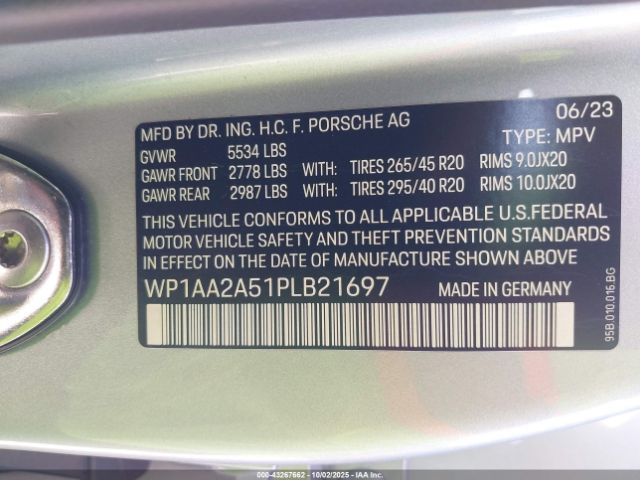 06/23
MFD BY DR. ING. H.C. F. PORSCHE AG
TYPE: MPV
GVWR 5534 LBS
GAWR FRONT 2778 LBS WITH: TIRES 265/45 R20 RIMS 9.0JX20
GAWR REAR 2987 LBS WITH: TIRES 295/40 R20 RIMS 10.0JX20
THIS VEHICLE CONFORMS TO ALL APPLICABLE U.S.FEDERAL
MOTOR VEHICLE SAFETY AND THEFT PREVENTION STANDARDS
IN EFFECT ON THE DATE OF MANUFACTURE SHOWN ABOVE
WP1AA2A51PLB21697 MADE IN GERMANY
95B.010.016.BG
000-43267662 | 10/02/2025 | IAA, Inc.